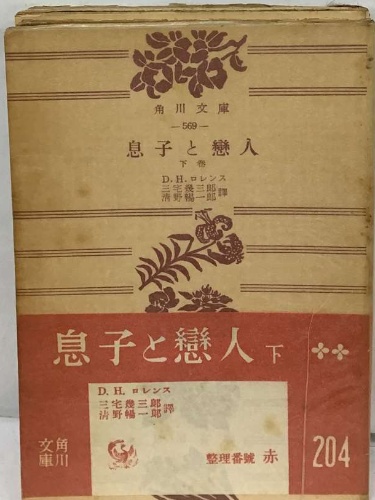 角川文庫
—569—
息子と戀人
下巻
D.H.ロレンス
三宅幾三郎
清野暢一郎 譯
息子と戀人 下
D.H. ロレンス
三宅幾三郎
清野暢一郎 譯
角川文庫
整理番號 赤 204